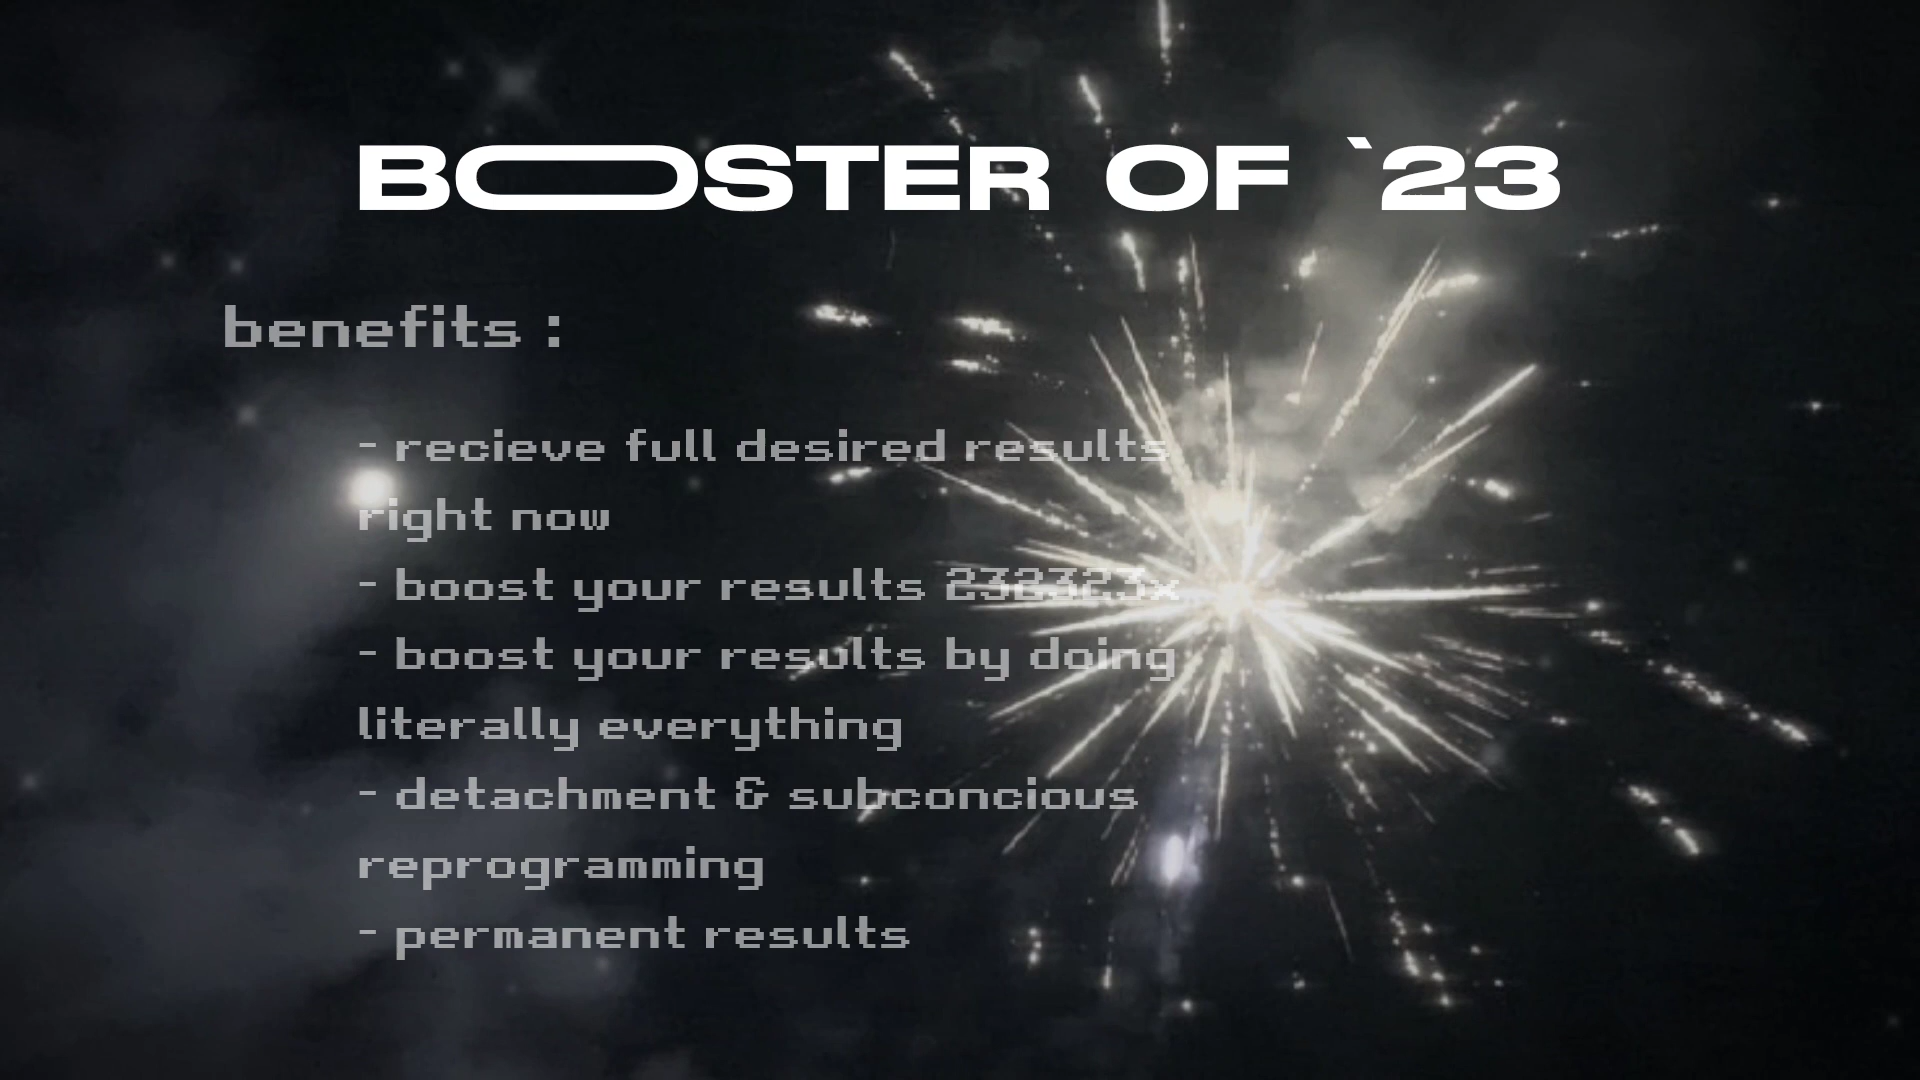 BOOSTER OF `23
benefits :
- recieve full desired results
right now
- boost your results 232323x
- boost your results by doing
literally everything
- detachment & subconcious
reprogramming
- permanent results